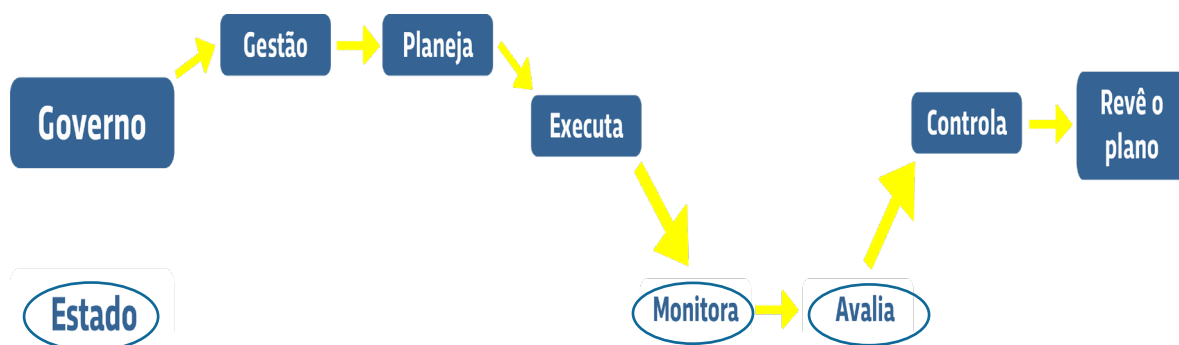 Governo
Gestão
Planeja
Executa
Monitora
Avalia
Controla
Revê o
plano
Estado